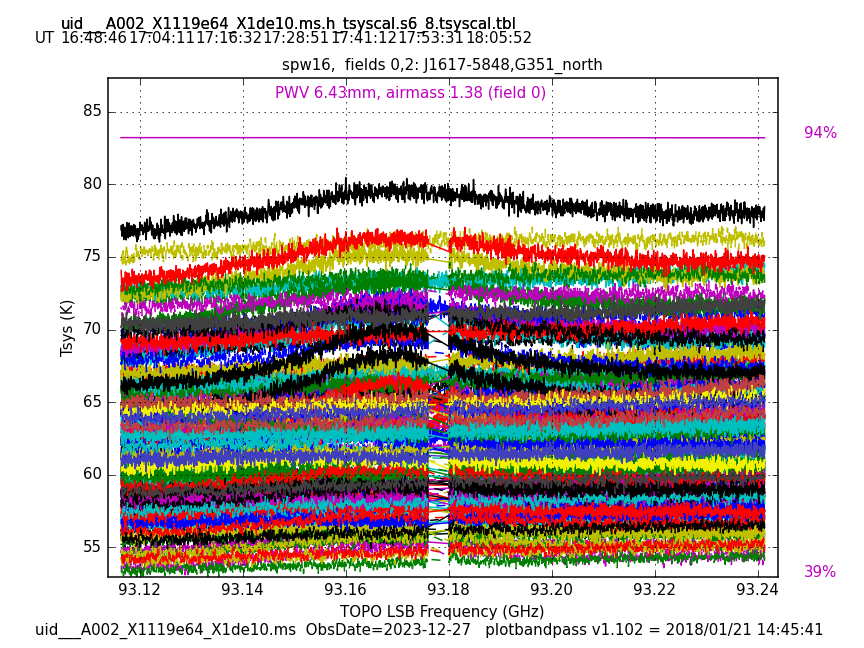 uid___A002_X1119e64_X1de10.ms.h_tsyscal.s6_8.tsyscal.tbl
UT 16:48:46 17:04:11 17:16:32 17:28:51 17:41:12 17:53:31 18:05:52
spw16, fields 0,2: J1617-5848,G351_north
PWV 6.43mm, airmass 1.38 (field 0)
94%
85
80
75
70
65
60
55
Tsys (K)
39%
93.12 93.14 93.16 93.18 93.20 93.22 93.24
TOPO LSB Frequency (GHz)
uid___A002_X1119e64_X1de10.ms ObsDate=2023-12-27 plotbandpass v1.102 = 2018/01/21 14:45:41